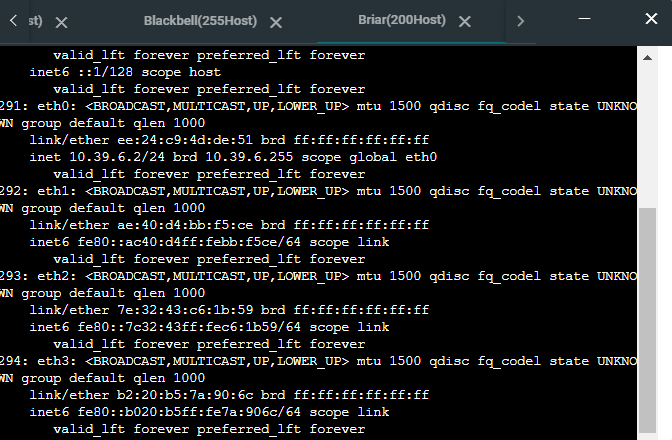 st)
Blackbell(255Host)
Briar(200Host)
valid_lft forever preferred_lft forever
inet6 ::1/128 scope host
valid_lft forever preferred_lft forever
291: eth0: <BROADCAST,MULTICAST,UP,LOWER_UP> mtu 1500 qdisc fq_codel state UNKNO
WN group default qlen 1000
link/ether ee:24:c9:4d:de:51 brd ff:ff:ff:ff:ff:ff
inet 10.39.6.2/24 brd 10.39.6.255 scope global eth0
valid_lft forever preferred_lft forever
292: eth1: <BROADCAST,MULTICAST,UP,LOWER_UP> mtu 1500 qdisc fq_codel state UNKNO
WN group default qlen 1000
link/ether ae:40:d4:bb:f5:ce brd ff:ff:ff:ff:ff:ff
inet6 fe80::ac40:d4ff:febb:f5ce/64 scope link
valid_lft forever preferred_lft forever
293: eth2: <BROADCAST,MULTICAST,UP,LOWER_UP> mtu 1500 qdisc fq_codel state UNKNO
WN group default qlen 1000
link/ether 7e:32:43:c6:1b:59 brd ff:ff:ff:ff:ff:ff
inet6 fe80::7c32:43ff:fec6:1b59/64 scope link
valid_lft forever preferred_lft forever
294: eth3: <BROADCAST,MULTICAST,UP,LOWER_UP> mtu 1500 qdisc fq_codel state UNKNO
WN group default qlen 1000
link/ether b2:20:b5:7a:90:6c brd ff:ff:ff:ff:ff:ff
inet6 fe80::b020:b5ff:fe7a:906c/64 scope link
valid_lft forever preferred_lft forever